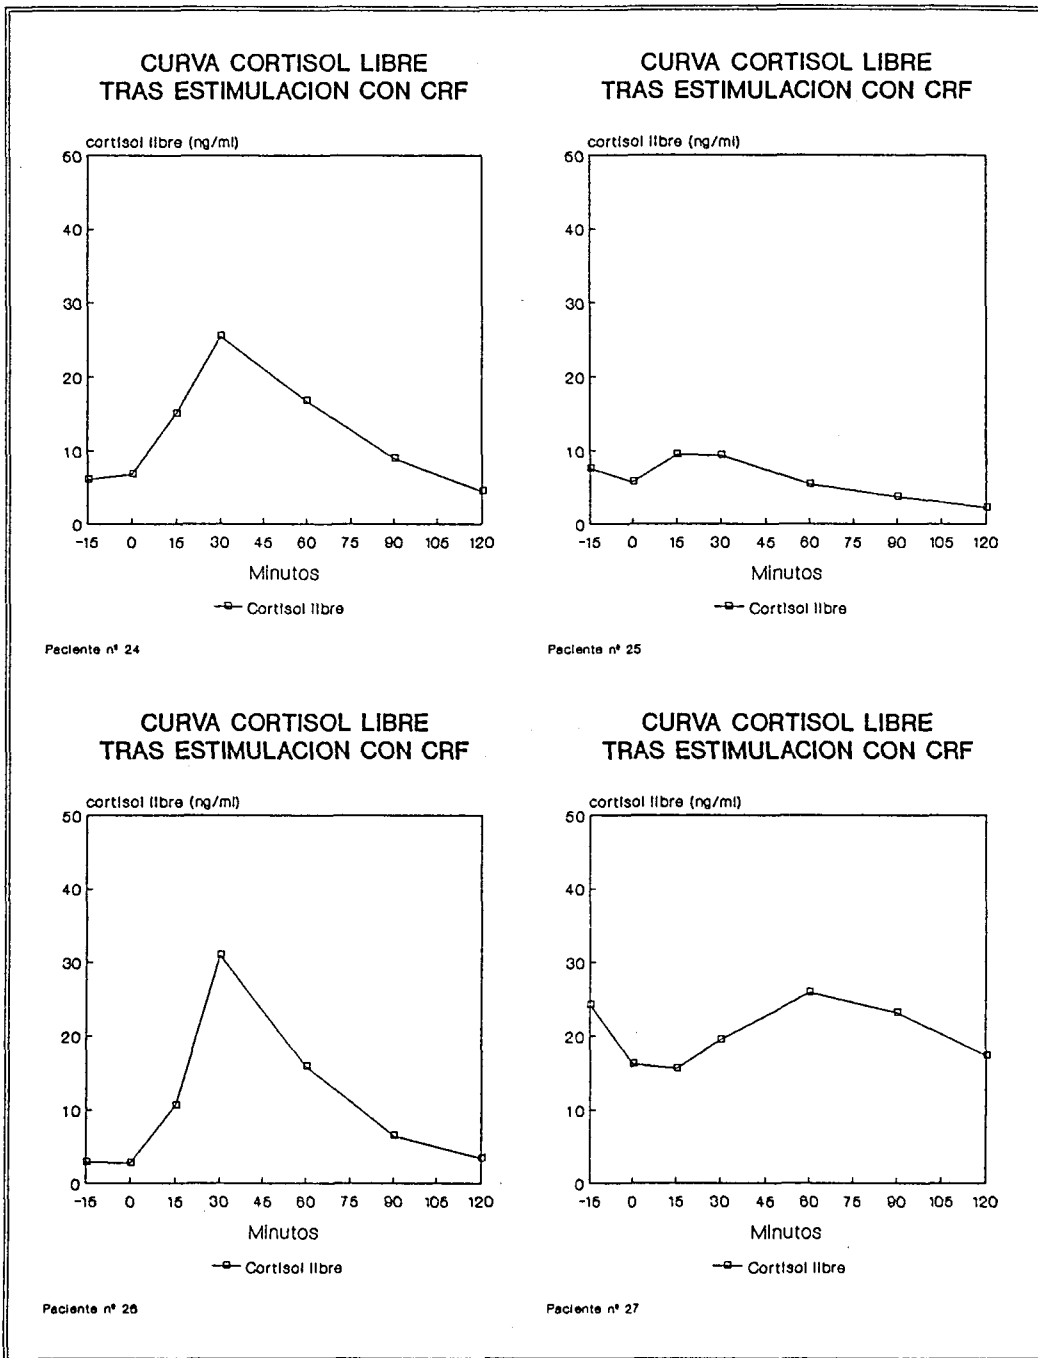 CURVA CORTISOL LIBRE
TRAS ESTIMULACION CON CRF
cortisol libre (ng/ml)
50
40
30
20
10
0
-15 0 15 30 45 60 75 90 105 120
Minutos
Cortisol libre
Paciente nº 24
CURVA CORTISOL LIBRE
TRAS ESTIMULACION CON CRF
cortisol libre (ng/ml)
50
40
30
20
10
0
-15 0 15 30 45 60 75 90 105 120
Minutos
Cortisol libre
Paciente nº 25
CURVA CORTISOL LIBRE
TRAS ESTIMULACION CON CRF
cortisol libre (ng/ml)
50
40
30
20
10
0
-15 0 15 30 45 60 75 90 105 120
Minutos
Cortisol libre
Paciente nº 26
CURVA CORTISOL LIBRE
TRAS ESTIMULACION CON CRF
cortisol libre (ng/ml)
50
40
30
20
10
0
-15 0 15 30 45 60 75 90 105 120
Minutos
Cortisol libre
Paciente nº 27